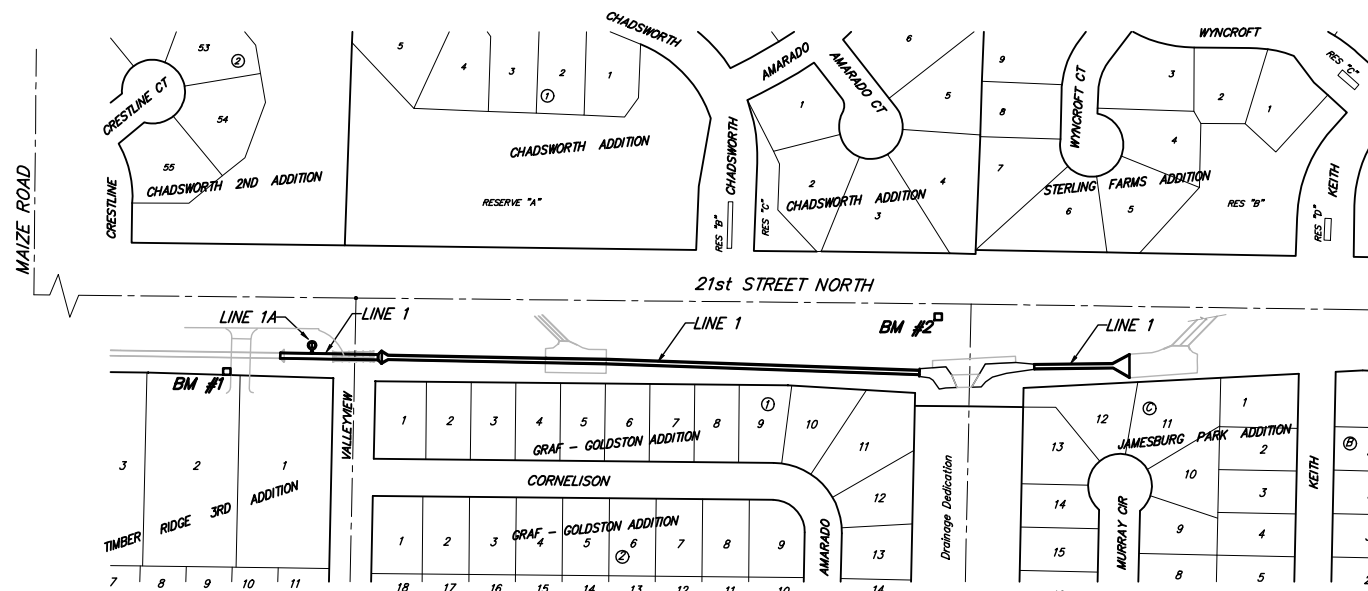 CHADSWORTH
WYNCROFT
53
2
5
4
3
2
1
1
AMARADO
AMARADO CT
6
9
WYNCROFT CT
3
2
1
RES "C"
CRESTLINE CT
54
55
CHADSWORTH 2ND ADDITION
CRESTLINE
CHADSWORTH ADDITION
RESERVE "A"
CHADSWORTH
RES "B"
RES "C"
1
2
CHADSWORTH ADDITION
3
4
5
8
7
4
STERLING FARMS ADDITION
6
5
RES "B"
RES "D"
KEITH
MAIZE ROAD
21st STREET NORTH
LINE 1A
LINE 1
LINE 1
BM #2
LINE 1
BM #1
VALLEYVIEW
3
2
1
TIMBER RIDGE 3RD ADDITION
7
8
9
10
11
1
2
3
4
5
6
7
8
9
1
10
11
12
13
14
GRAF - GOLDSTON ADDITION
CORNELISON
GRAF - GOLDSTON ADDITION
1
2
3
4
5
6
7
8
9
2
18
17
16
15
14
13
12
11
10
AMARADO
Drainage Dedication
12
C
11
1
13
JAMESBURG PARK ADDITION
10
2
3
14
9
4
15
8
5
MURRAY CIR
KEITH
B